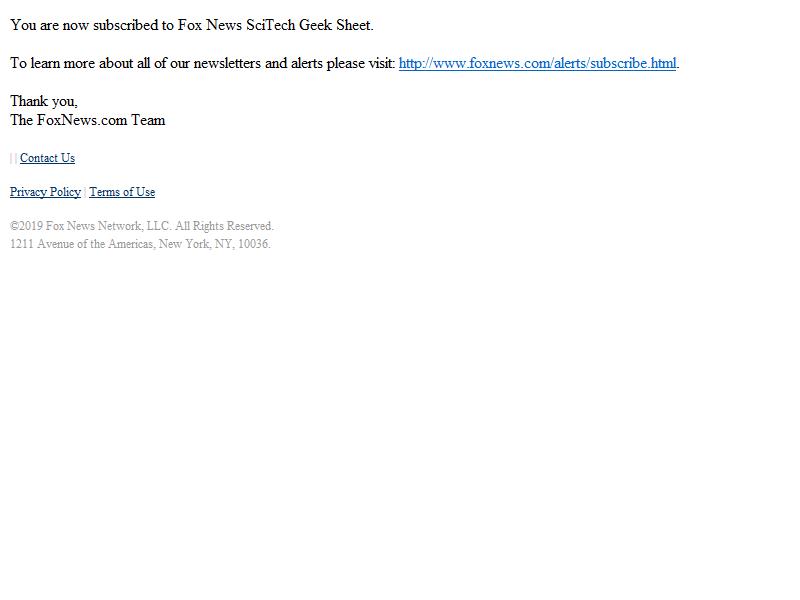 You are now subscribed to Fox News SciTech Geek Sheet.
To learn more about all of our newsletters and alerts please visit: http://www.foxnews.com/alerts/subscribe.html.
Thank you,
The FoxNews.com Team
| | Contact Us
Privacy Policy | Terms of Use
©2019 Fox News Network, LLC. All Rights Reserved.
1211 Avenue of the Americas, New York, NY, 10036.